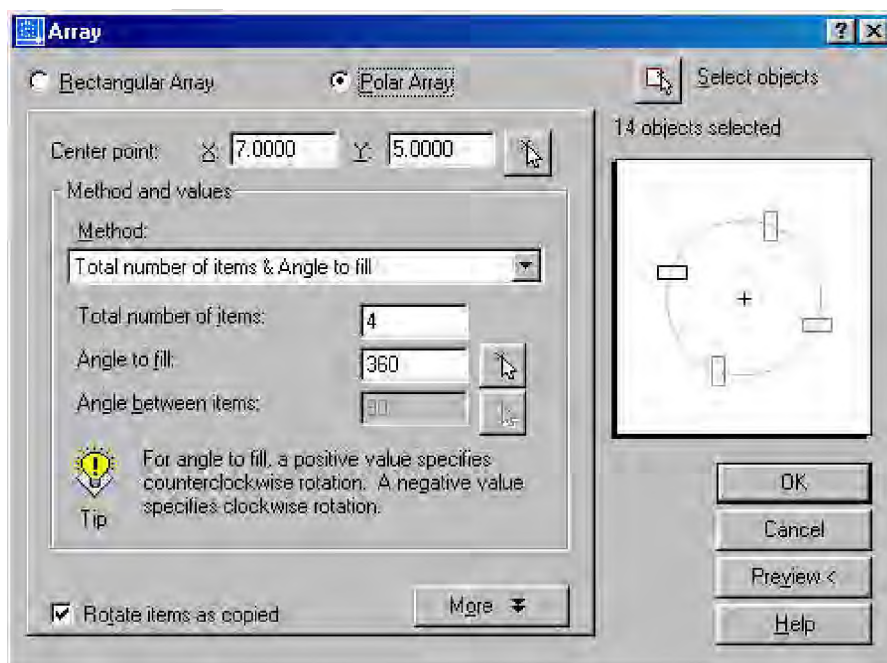 Array
Rectangular Array
Polar Array
Select objects
14 objects selected
Center point: X: 7.0000 Y: 5.0000
Method and values
Method:
Total number of items & Angle to fill
Total number of items: 4
Angle to fill: 360
Angle between items: 90
For angle to fill, a positive value specifies
counterclockwise rotation. A negative value
specifies clockwise rotation.
Tip
Rotate items as copied
More
OK
Cancel
Preview <
Help